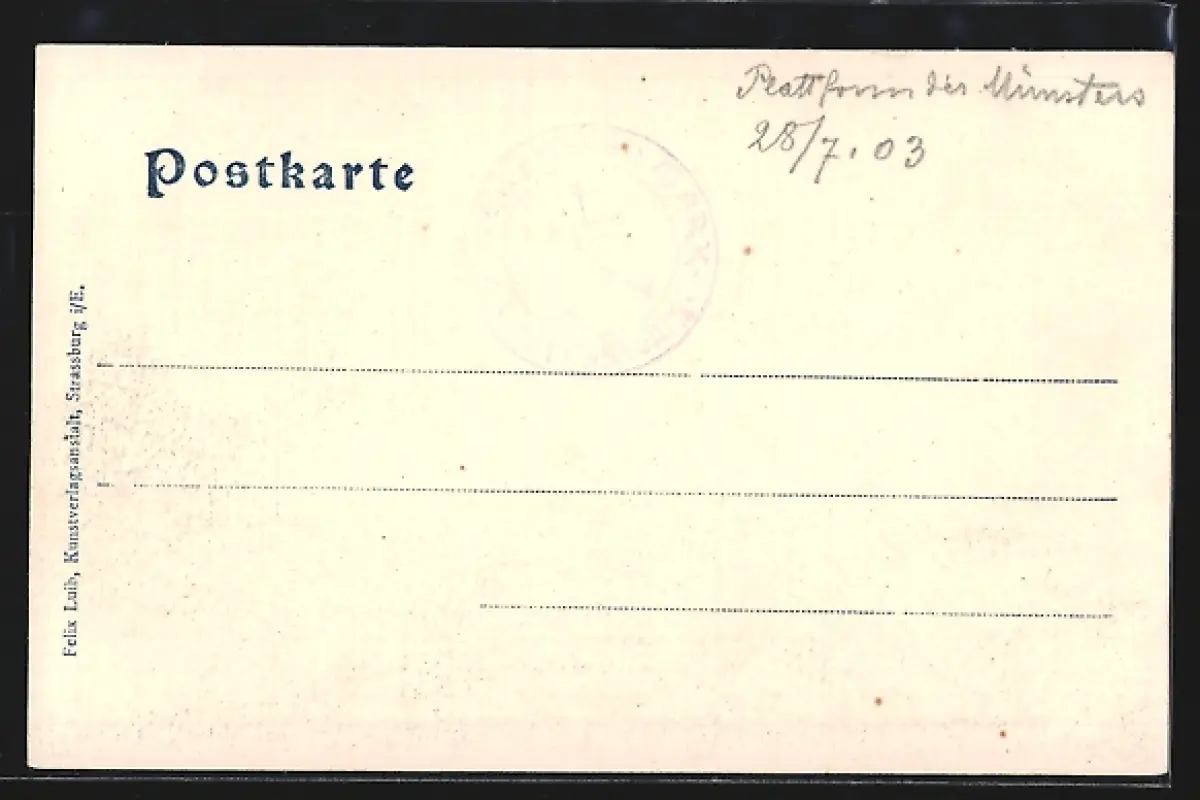 Plattform des Münsters
28/7.03
Postkarte
Felix Luib, Kunstverlagsanstalt, Strassburg i/E.